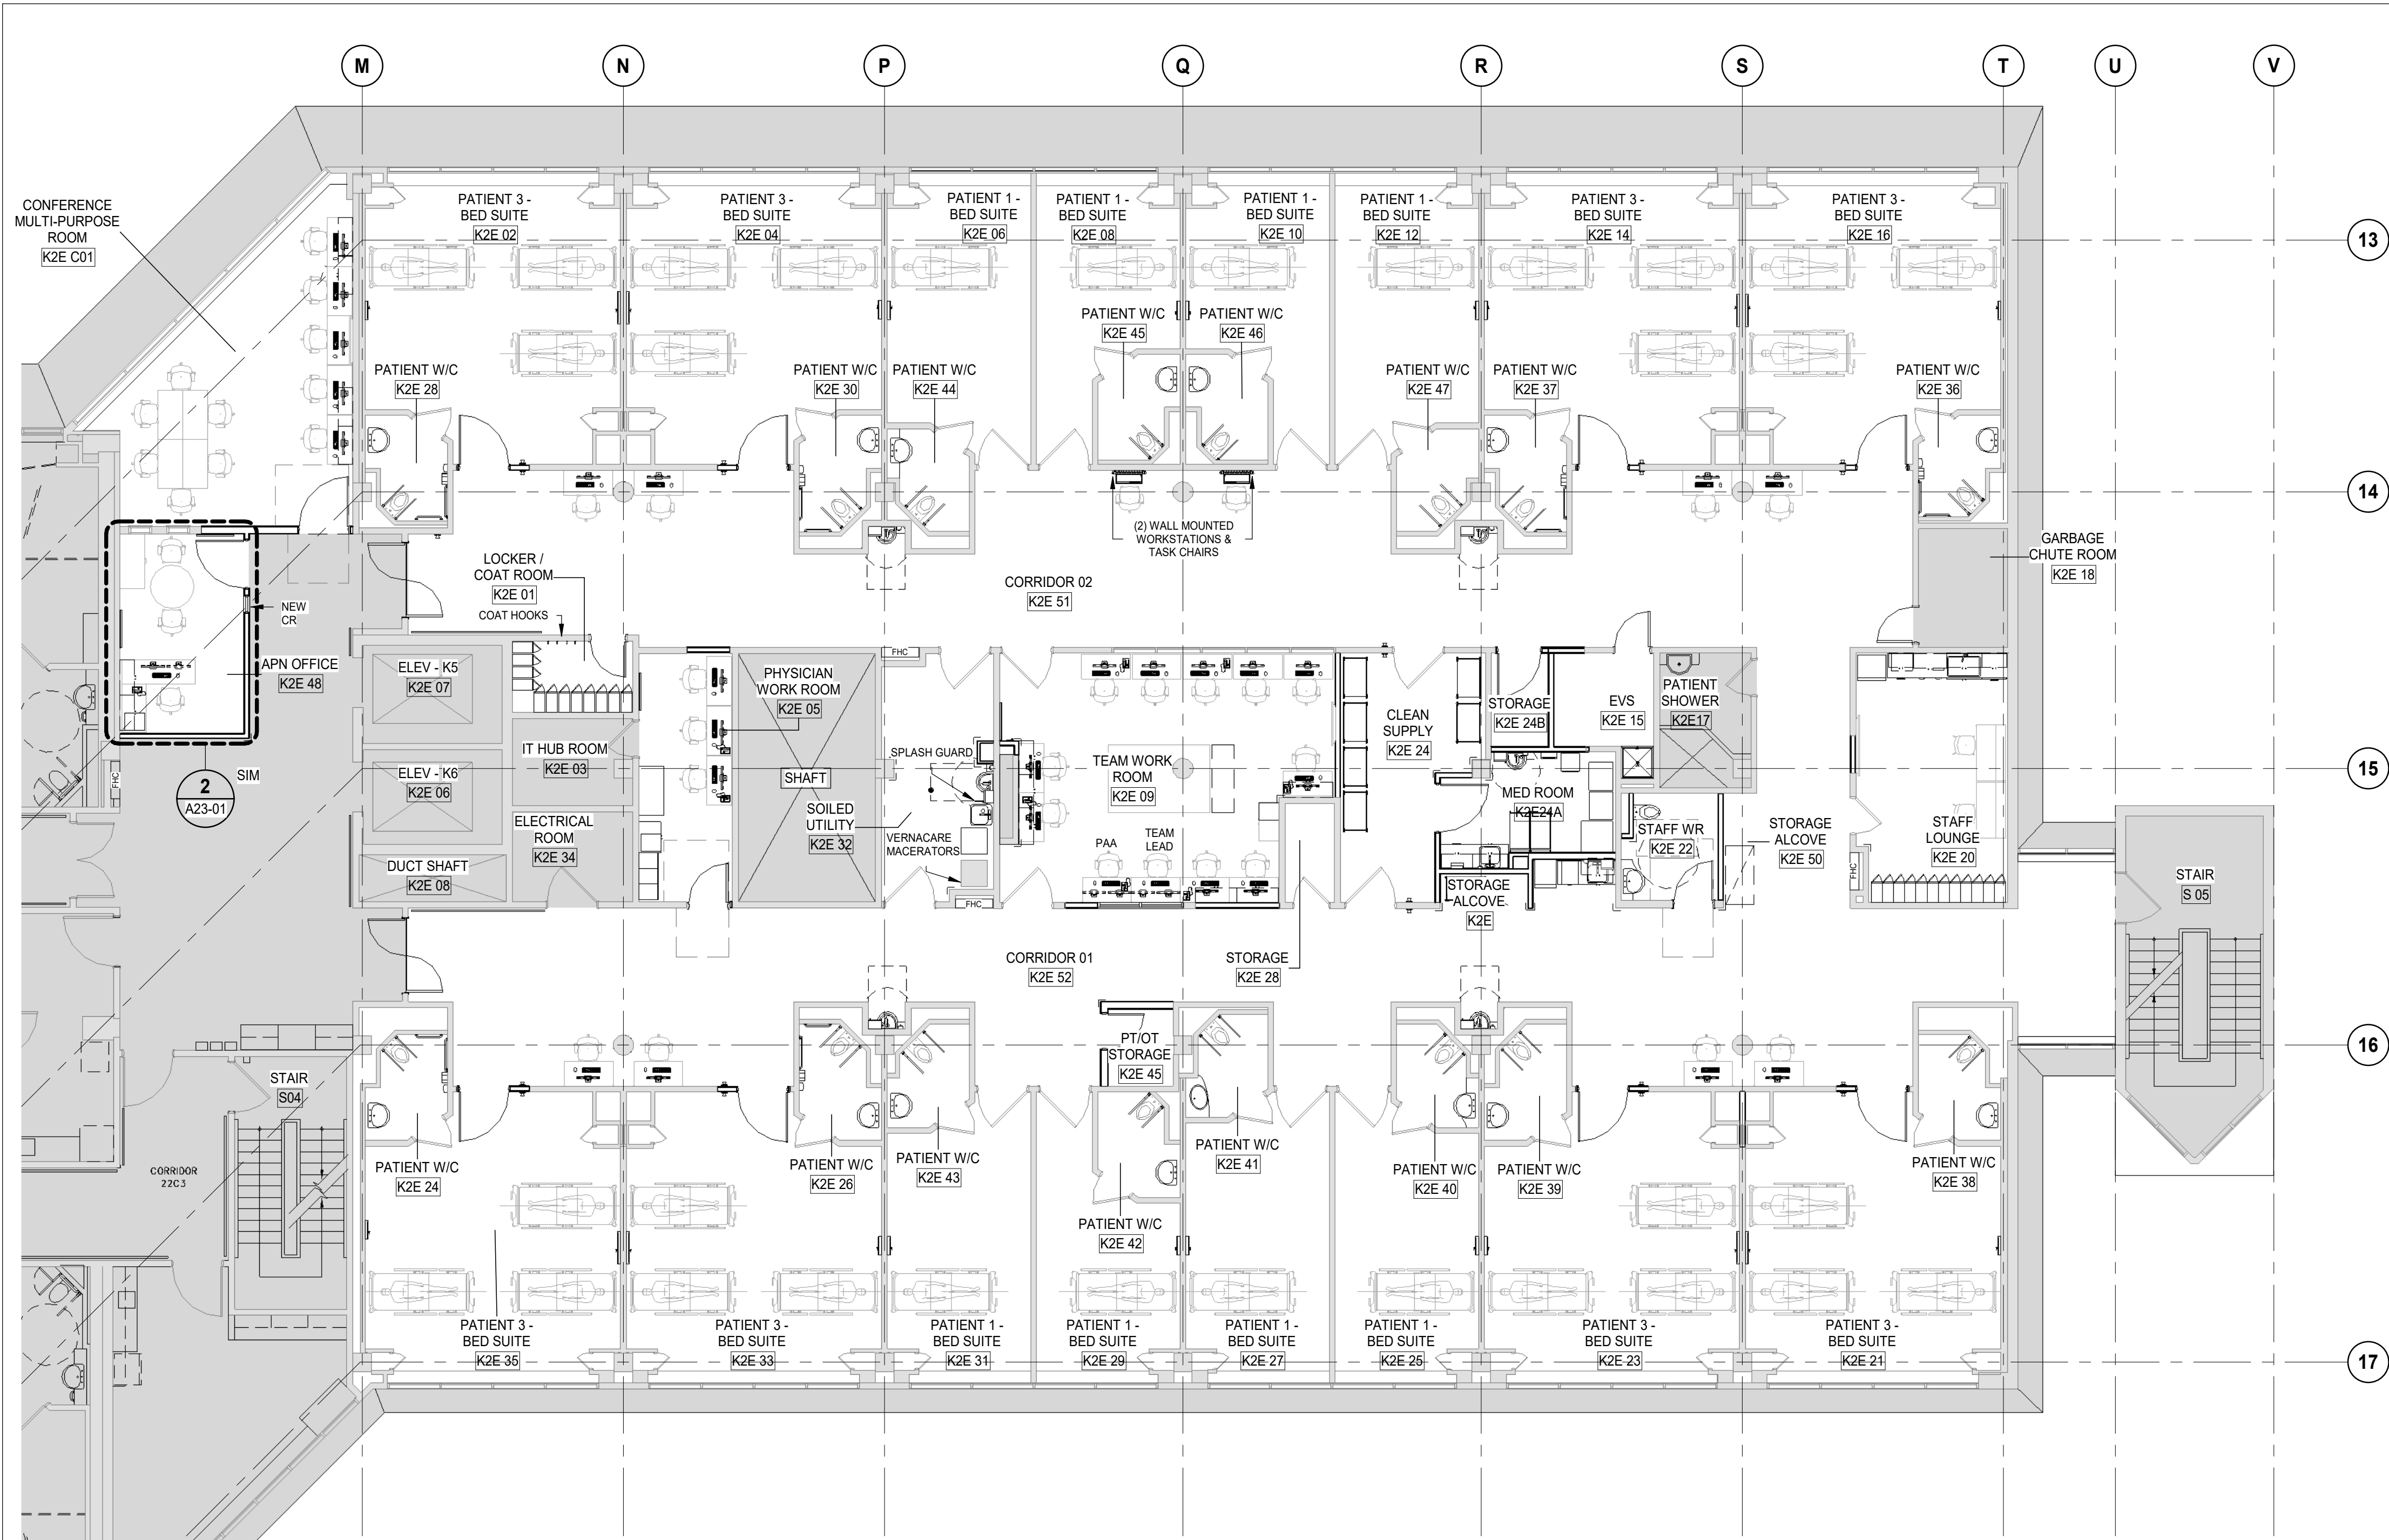 M
N
P
Q
R
S
T
U
V
13
14
15
16
17
CONFERENCE
MULTI-PURPOSE
ROOM
K2E C01
PATIENT 3 -
BED SUITE
K2E 02
PATIENT 3 -
BED SUITE
K2E 04
PATIENT 1 -
BED SUITE
K2E 06
PATIENT 1 -
BED SUITE
K2E 08
PATIENT 1 -
BED SUITE
K2E 10
PATIENT 1 -
BED SUITE
K2E 12
PATIENT 3 -
BED SUITE
K2E 14
PATIENT 3 -
BED SUITE
K2E 16
PATIENT W/C
K2E 28
PATIENT W/C
K2E 30
PATIENT W/C
K2E 44
PATIENT W/C
K2E 45
PATIENT W/C
K2E 46
PATIENT W/C
K2E 47
PATIENT W/C
K2E 37
PATIENT W/C
K2E 36
(2) WALL MOUNTED
WORKSTATIONS &
TASK CHAIRS
GARBAGE
CHUTE ROOM
K2E 18
LOCKER /
COAT ROOM
K2E 01
COAT HOOKS
CORRIDOR 02
K2E 51
NEW
CR
APN OFFICE
K2E 48
2
A23-01
SIM
FHC
ELEV - K5
K2E 07
ELEV - K6
K2E 06
DUCT SHAFT
K2E 08
IT HUB ROOM
K2E 03
ELECTRICAL
ROOM
K2E 34
PHYSICIAN
WORK ROOM
K2E 05
SHAFT
FHC
SPLASH GUARD
SOILED
UTILITY
K2E 32
VERNACARE
MACERATORS
FHC
TEAM WORK
ROOM
K2E 09
PAA
TEAM
LEAD
CLEAN
SUPPLY
K2E 24
STORAGE
K2E 24B
EVS
K2E 15
PATIENT
SHOWER
K2E17
MED ROOM
K2E24A
STAFF WR
K2E 22
STORAGE
ALCOVE
K2E 50
STORAGE
ALCOVE
K2E
STAFF
LOUNGE
K2E 20
FHC
STAIR
S 05
CORRIDOR 01
K2E 52
STORAGE
K2E 28
PT/OT
STORAGE
K2E 45
STAIR
S04
CORRIDOR
22C3
PATIENT W/C
K2E 24
PATIENT W/C
K2E 26
PATIENT W/C
K2E 43
PATIENT W/C
K2E 42
PATIENT W/C
K2E 41
PATIENT W/C
K2E 40
PATIENT W/C
K2E 39
PATIENT W/C
K2E 38
PATIENT 3 -
BED SUITE
K2E 35
PATIENT 3 -
BED SUITE
K2E 33
PATIENT 1 -
BED SUITE
K2E 31
PATIENT 1 -
BED SUITE
K2E 29
PATIENT 1 -
BED SUITE
K2E 27
PATIENT 1 -
BED SUITE
K2E 25
PATIENT 3 -
BED SUITE
K2E 23
PATIENT 3 -
BED SUITE
K2E 21